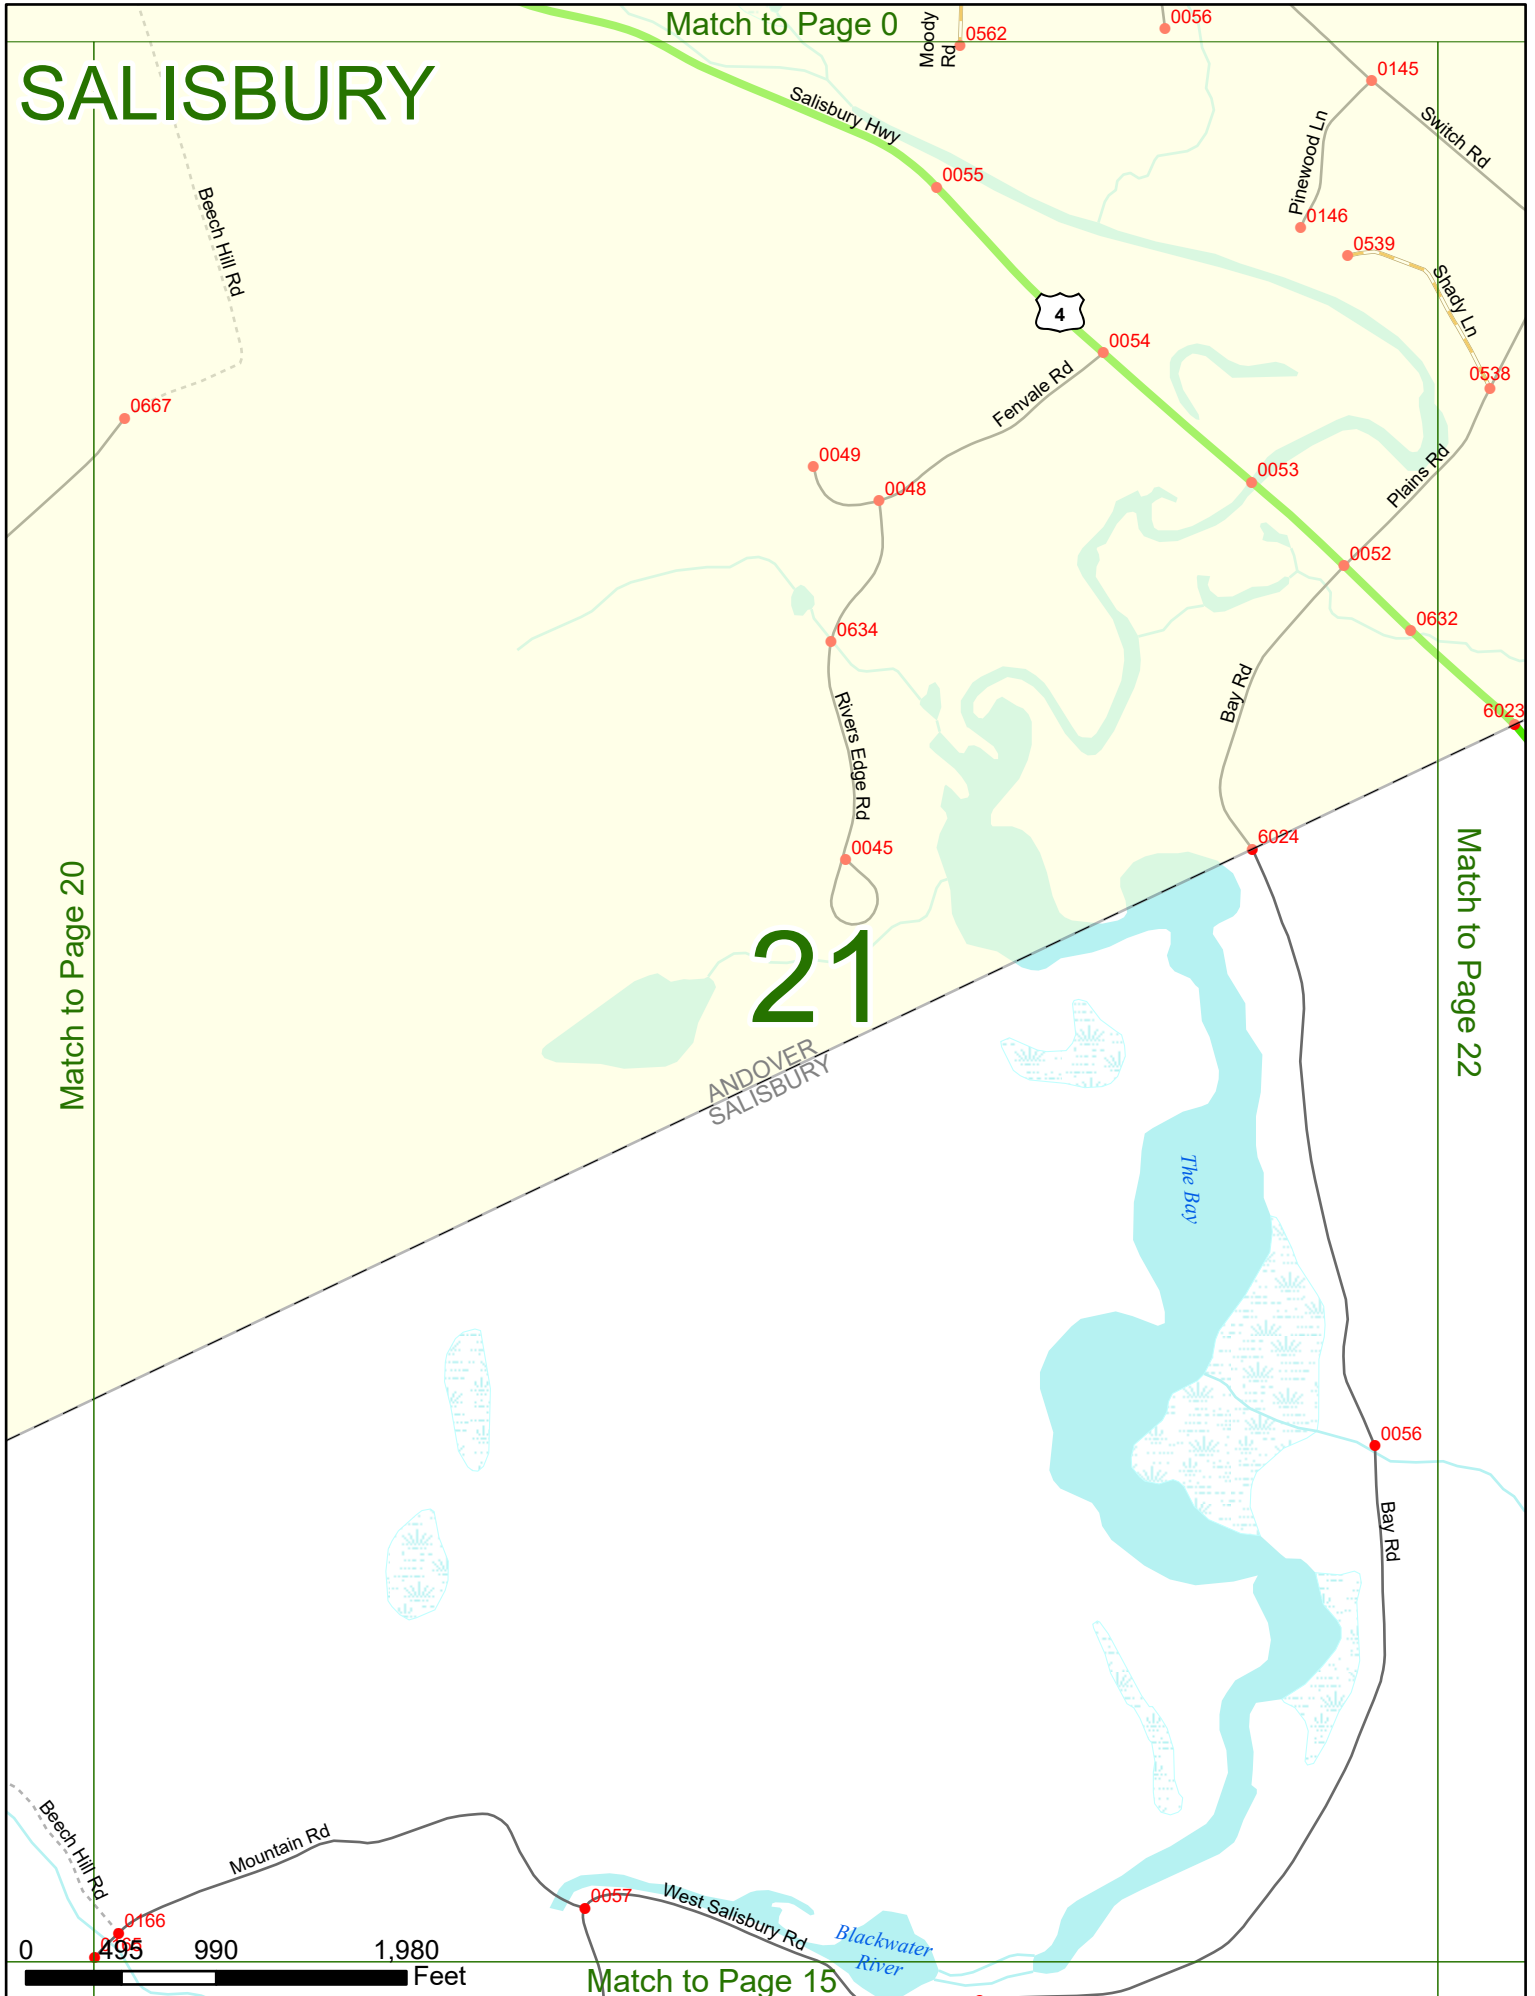 Match to Page 0
Moody
Rd
0562
0056
SALISBURY
0145
Salisbury Hwy
Pinewood Ln
Switch Rd
0055
Beech Hill Rd
0146
0539
Shady Ln
4
0054
0538
Fenvale Rd
0667
0049
0048
0053
Plains Rd
0052
0634
0632
Bay Rd
Rivers Edge Rd
6023
0045
6024
Match to Page 20
21
Match to Page 22
ANDOVER
SALISBURY
The Bay
0056
Bay Rd
Beech Hill Rd
Mountain Rd
0057
West Salisbury Rd
0166
Blackwater
River
0 495 990 1,980
Feet
Match to Page 15